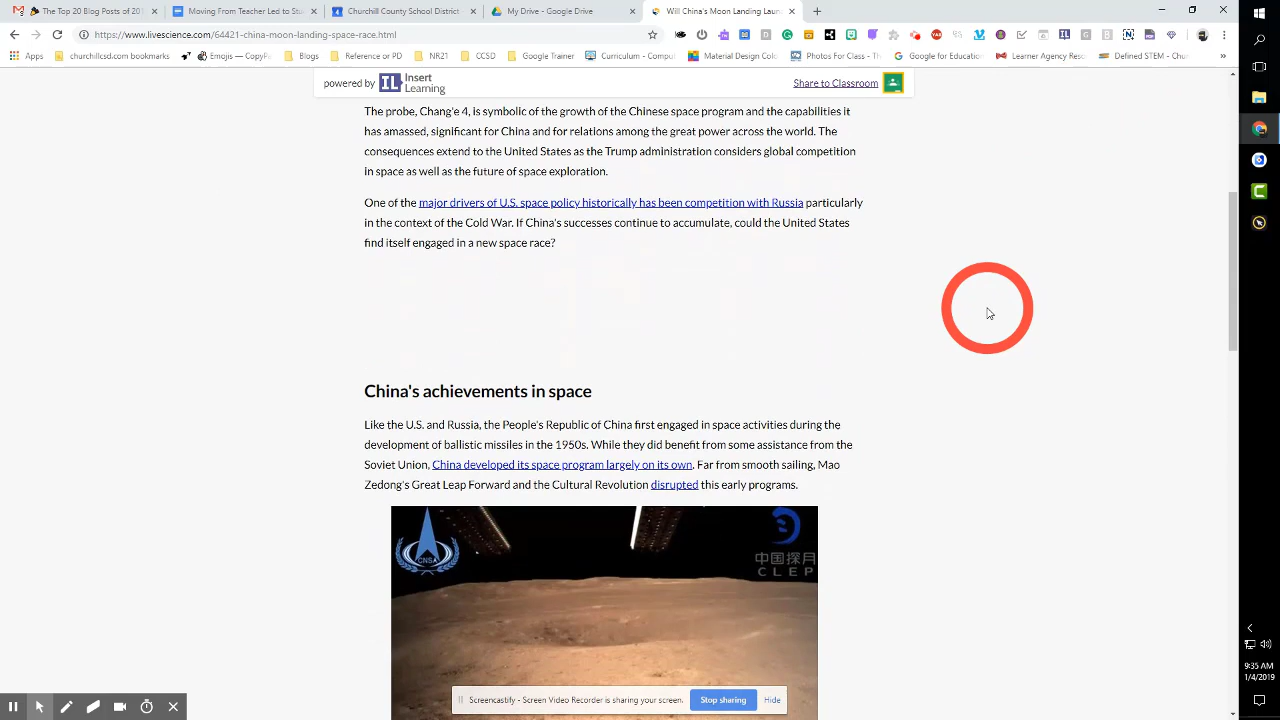 The Top 20 Blog Posts of 201
Moving From Teacher Led to Stu
Churchill County School District
My Drive - Google Drive
Will China's Moon Landing Laun
https://www.livescience.com/64421-china-moon-landing-space-race.html
Apps
churchillcsd.com bookmarks
Emojis — CopyPa
Blogs
Reference or PD
NR21
CCSD
Google Trainer
Curriculum - Compu
Material Design Colo
Photos For Class - The
Google for Education
Learner Agency Reso
Defined STEM - Chur
powered by
Insert
Learning
Share to Classroom
The probe, Chang'e 4, is symbolic of the growth of the Chinese space program and the capabilities it
has amassed, significant for China and for relations among the great power across the world. The
consequences extend to the United States as the Trump administration considers global competition
in space as well as the future of space exploration.
One of the major drivers of U.S. space policy historically has been competition with Russia particularly
in the context of the Cold War. If China's successes continue to accumulate, could the United States
find itself engaged in a new space race?
China's achievements in space
Like the U.S. and Russia, the People's Republic of China first engaged in space activities during the
development of ballistic missiles in the 1950s. While they did benefit from some assistance from the
Soviet Union, China developed its space program largely on its own. Far from smooth sailing, Mao
Zedong's Great Leap Forward and the Cultural Revolution disrupted this early programs.
CNSA
中国探月
CLEP
Screencastify - Screen Video Recorder is sharing your screen.
Stop sharing
Hide
9:35 AM
1/4/2019